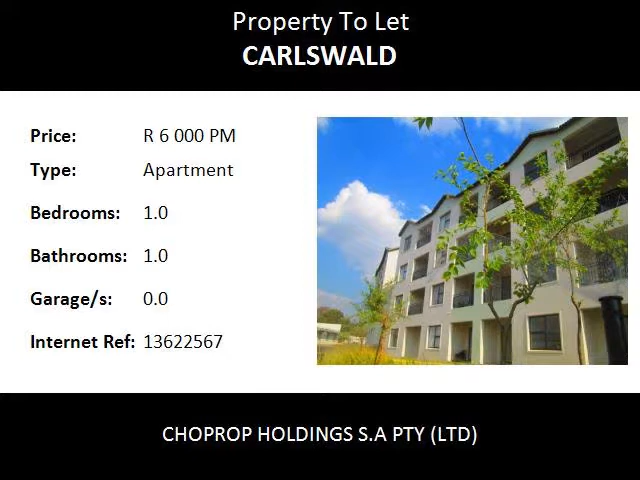 Property To Let
CARLSWALD
Price: R 6 000 PM
Type: Apartment
Bedrooms: 1.0
Bathrooms: 1.0
Garage/s: 0.0
Internet Ref: 13622567
CHOPROP HOLDINGS S.A PTY (LTD)